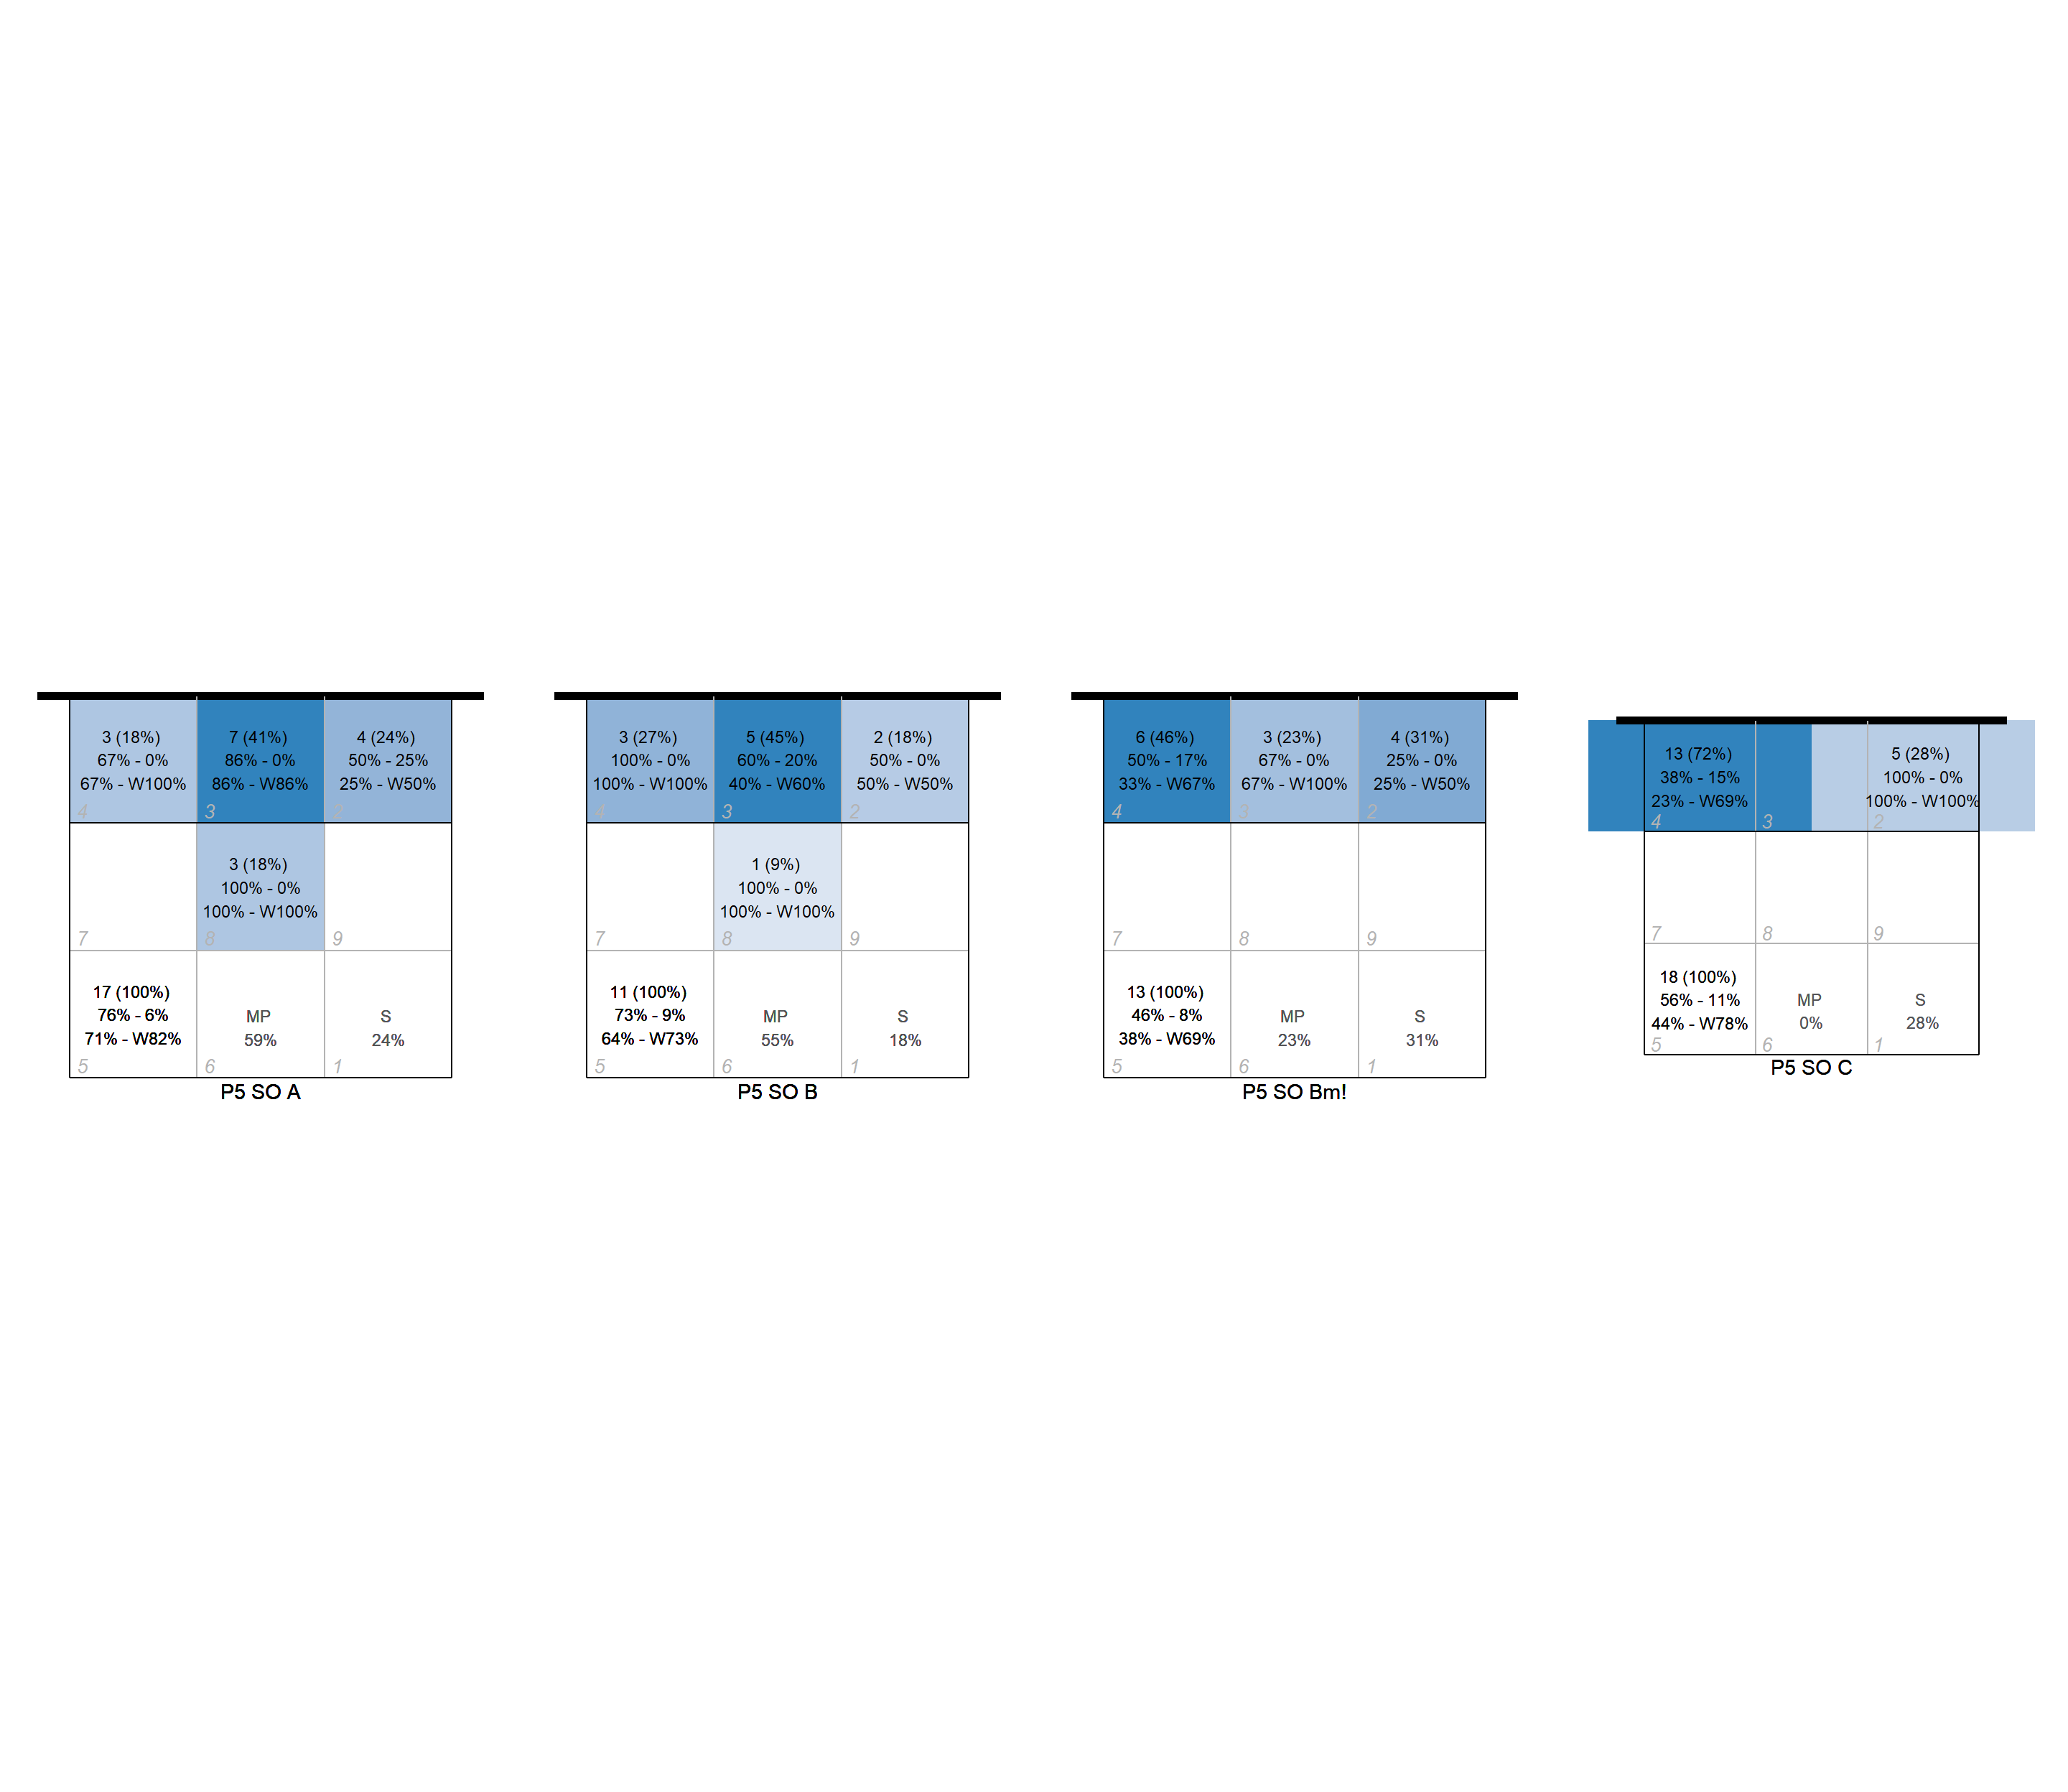 3 (18%)
67% - 0%
67% - W100%
4
7 (41%)
86% - 0%
86% - W86%
3
4 (24%)
50% - 25%
25% - W50%
2
7
3 (18%)
100% - 0%
100% - W100%
8
9
17 (100%)
76% - 6%
71% - W82%
5
MP
59%
6
S
24%
1
P5 SO A
3 (27%)
100% - 0%
100% - W100%
4
5 (45%)
60% - 20%
40% - W60%
3
2 (18%)
50% - 0%
50% - W50%
2
7
1 (9%)
100% - 0%
100% - W100%
8
9
11 (100%)
73% - 9%
64% - W73%
5
MP
55%
6
S
18%
1
P5 SO B
6 (46%)
50% - 17%
33% - W67%
4
3 (23%)
67% - 0%
67% - W100%
3
4 (31%)
25% - 0%
25% - W50%
2
7
8
9
13 (100%)
46% - 8%
38% - W69%
5
MP
23%
6
S
31%
1
P5 SO Bm!
13 (72%)
38% - 15%
23% - W69%
4
3
5 (28%)
100% - 0%
100% - W100%
2
7
8
9
18 (100%)
56% - 11%
44% - W78%
5
MP
0%
6
S
28%
1
P5 SO C